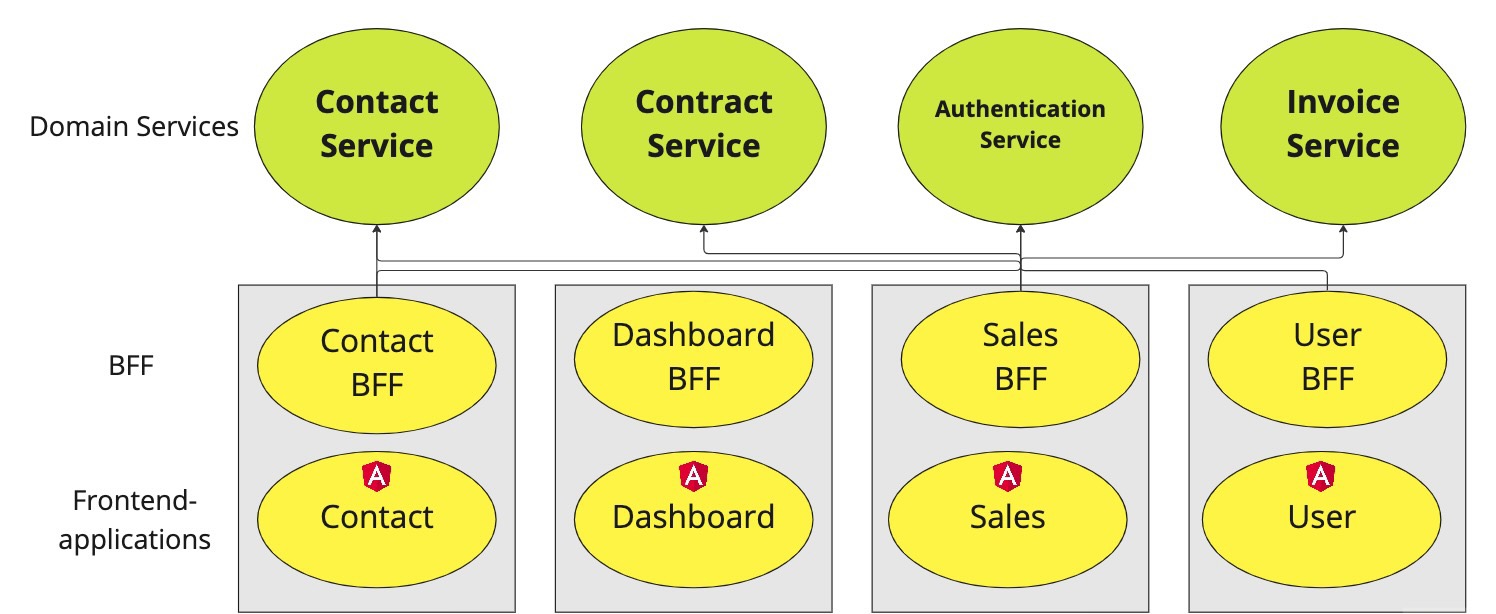 Contact
Service
Contract
Service
Authentication
Service
Invoice
Service
Domain Services
Contact
BFF
Dashboard
BFF
Sales
BFF
User
BFF
BFF
A
Contact
A
Dashboard
A
Sales
A
User
Frontend-
applications